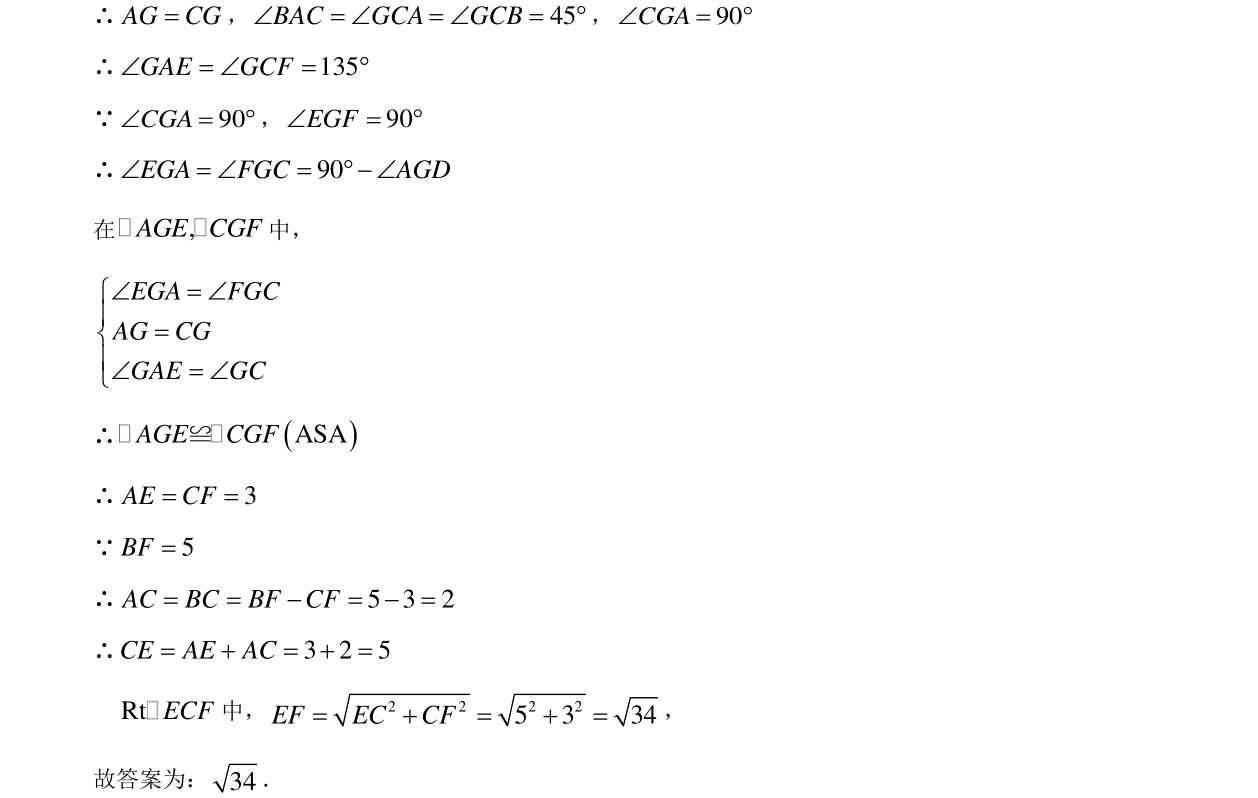 ∴ AG = CG，∠BAC = ∠GCA = ∠GCB = 45°，∠CGA = 90°
∴ ∠GAE = ∠GCF = 135°
∵ ∠CGA = 90°，∠EGF = 90°
∴ ∠EGA = ∠FGC = 90° − ∠AGD
在□AGE,□CGF 中，
{∠EGA = ∠FGC
AG = CG
∠GAE = ∠GC
∴□AGE≌□CGF(ASA)
∴ AE = CF = 3
∵ BF = 5
∴ AC = BC = BF − CF = 5 − 3 = 2
∴ CE = AE + AC = 3 + 2 = 5
Rt□ECF 中，EF = √(EC² + CF²) = √(5² + 3²) = √34，
故答案为：√34．